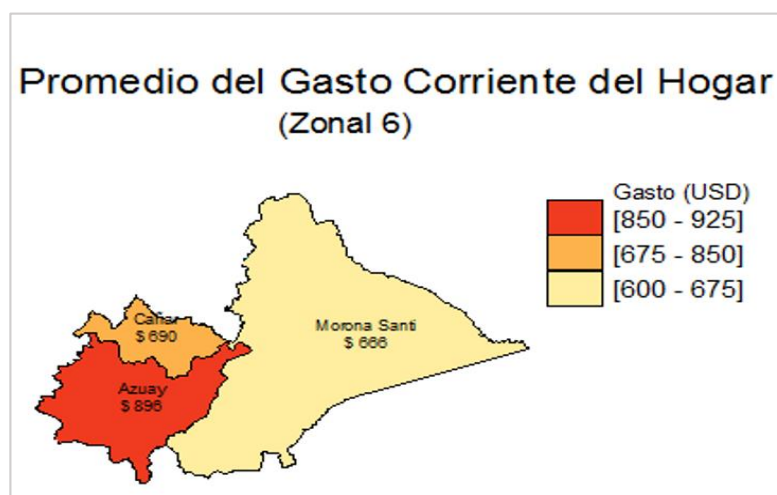 Promedio del Gasto Corriente del Hogar
(Zonal 6)
Gasto (USD)
[850 - 925]
[675 - 850]
[600 - 675]
Cañar
$ 690
Morona Santi
$ 666
Azuay
$ 896